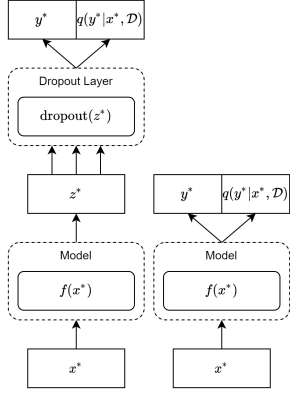 y* q(y*|x*, 𝒟)
Dropout Layer
dropout(z*)
z*
y* q(y*|x*, 𝒟)
Model
f(x*)
Model
f(x*)
x*
x*